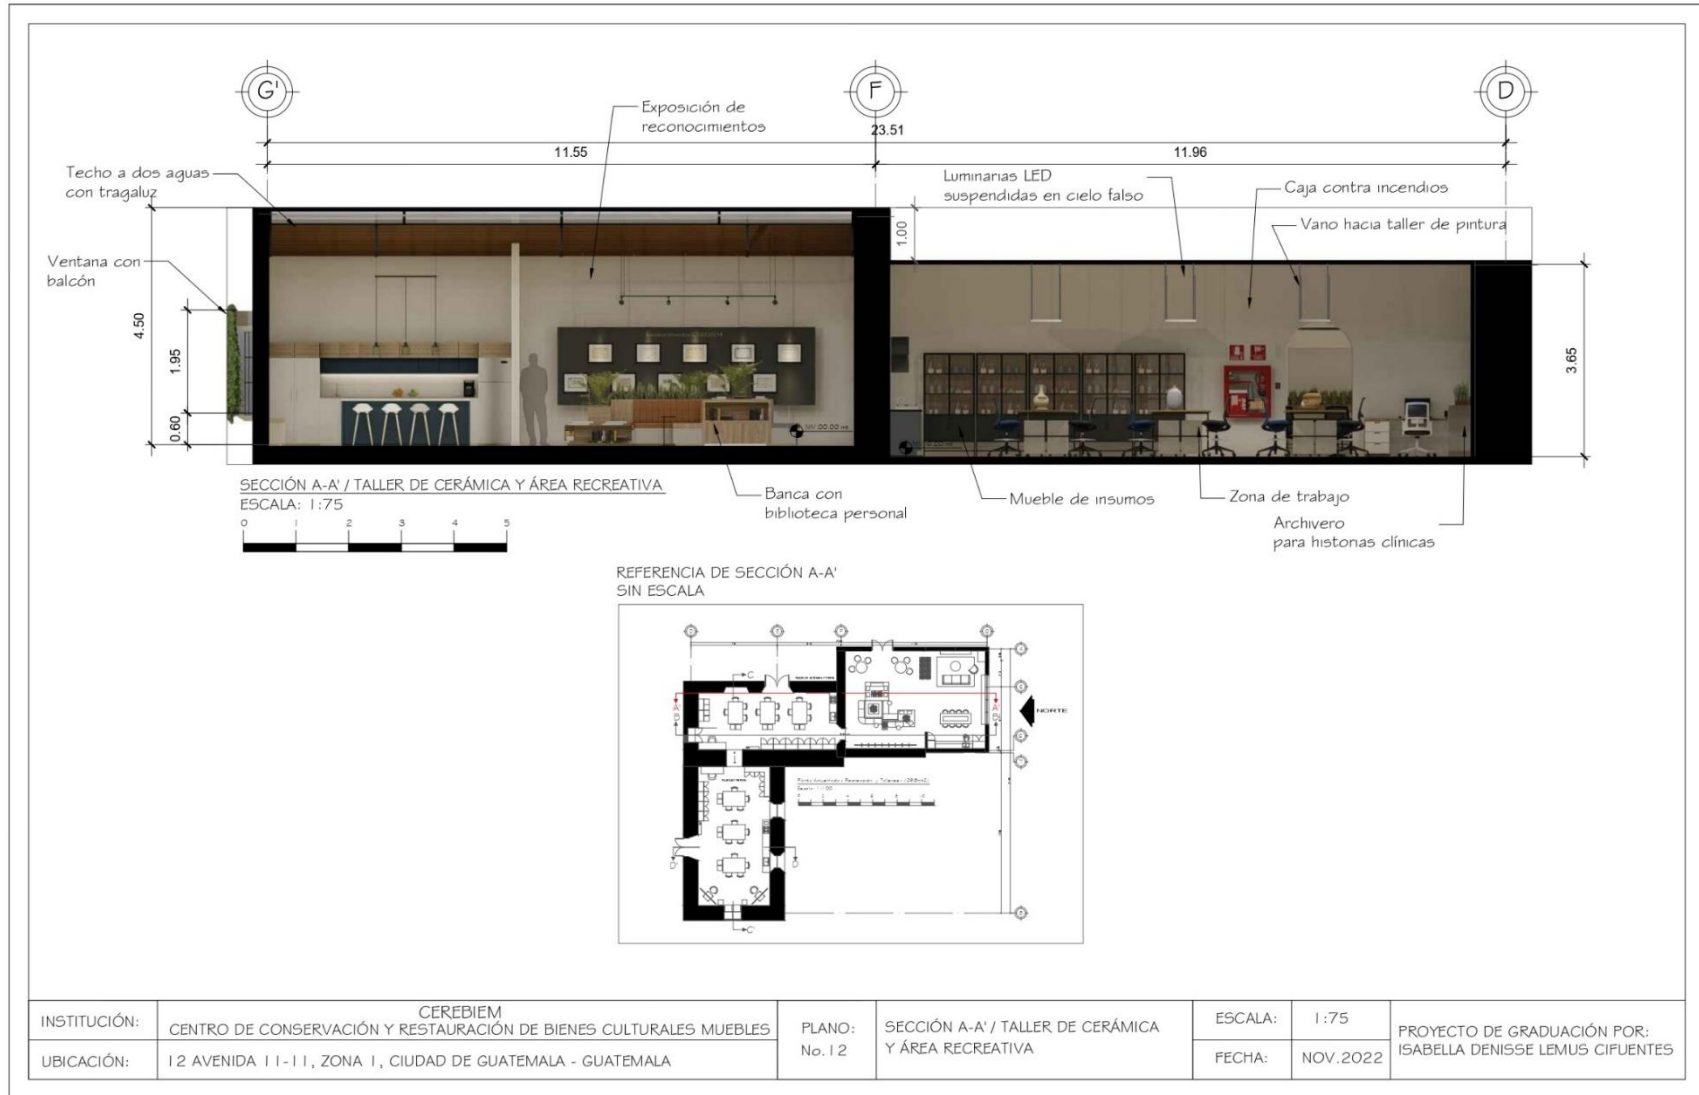 G'
F
D
Exposición de
reconocimientos
23.51
11.55
11.96
Techo a dos aguas
con tragaluz
Luminarias LED
suspendidas en cielo falso
Caja contra incendios
Vano hacia taller de pintura
Ventana con
balcón
4.50
1.95
0.60
1.00
3.65
SECCIÓN A-A' / TALLER DE CERÁMICA Y ÁREA RECREATIVA
ESCALA: 1:75
0 1 2 3 4 5
Banca con
biblioteca personal
Mueble de insumos
Zona de trabajo
Archivero
para historias clínicas
REFERENCIA DE SECCIÓN A-A'
SIN ESCALA
NORTE
INSTITUCIÓN:
CEREBIEM
CENTRO DE CONSERVACIÓN Y RESTAURACIÓN DE BIENES CULTURALES MUEBLES
UBICACIÓN:
12 AVENIDA 11-11, ZONA 1, CIUDAD DE GUATEMALA - GUATEMALA
PLANO:
No.12
SECCIÓN A-A' / TALLER DE CERÁMICA
Y ÁREA RECREATIVA
ESCALA:
1:75
FECHA:
NOV.2022
PROYECTO DE GRADUACIÓN POR:
ISABELLA DENISSE LEMUS CIFUENTES